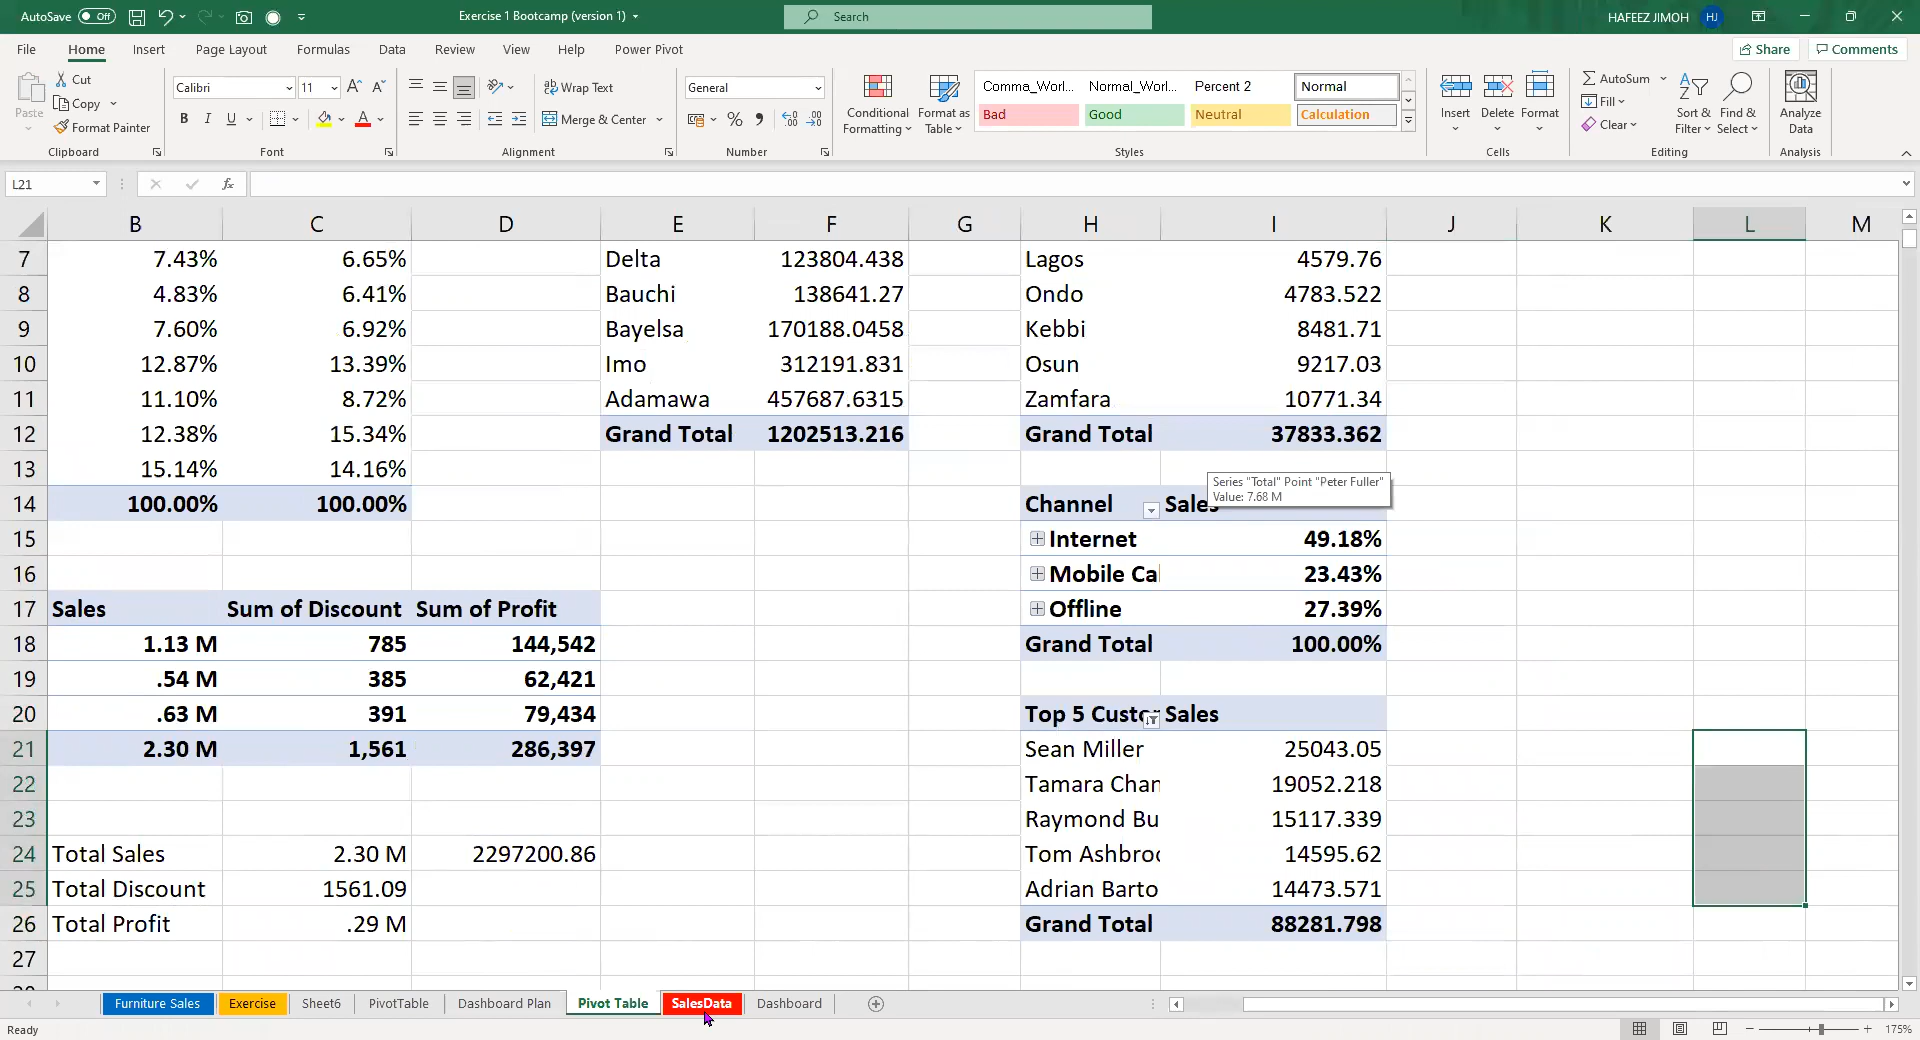 AutoSave Off Exercise 1 Bootcamp (version 1) Search HAFEEZ JIMOH HJ
File Home Insert Page Layout Formulas Data Review View Help Power Pivot Share Comments
Paste
Cut
Copy
Format Painter
Clipboard
Calibri 11
B I U
Font
Wrap Text
Merge & Center
Alignment
General
Number
Conditional Formatting
Format as Table
Comma_Worl... Normal_Worl... Percent 2 Normal
Bad Good Neutral Calculation
Styles
Insert Delete Format
Cells
AutoSum
Fill
Clear
Sort & Filter
Find & Select
Editing
Analyze Data
Analysis
L21 fx
B C D E F G H I J K L M
7 7.43% 6.65% Delta 123804.438 Lagos 4579.76
8 4.83% 6.41% Bauchi 138641.27 Ondo 4783.522
9 7.60% 6.92% Bayelsa 170188.0458 Kebbi 8481.71
10 12.87% 13.39% Imo 312191.831 Osun 9217.03
11 11.10% 8.72% Adamawa 457687.6315 Zamfara 10771.34
12 12.38% 15.34% Grand Total 1202513.216 Grand Total 37833.362
13 15.14% 14.16%
Series "Total" Point "Peter Fuller"
Value: 7.68 M
14 100.00% 100.00% Channel Sales
15 Internet 49.18%
16 Mobile Cal 23.43%
17 Sales Sum of Discount Sum of Profit Offline 27.39%
18 1.13 M 785 144,542 Grand Total 100.00%
19 .54 M 385 62,421
20 .63 M 391 79,434 Top 5 Custo Sales
21 2.30 M 1,561 286,397 Sean Miller 25043.05
22 Tamara Chan 19052.218
23 Raymond Bu 15117.339
24 Total Sales 2.30 M 2297200.86 Tom Ashbroo 14595.62
25 Total Discount 1561.09 Adrian Barto 14473.571
26 Total Profit .29 M Grand Total 88281.798
27
Furniture Sales Exercise Sheet6 PivotTable Dashboard Plan Pivot Table SalesData Dashboard
Ready 175%